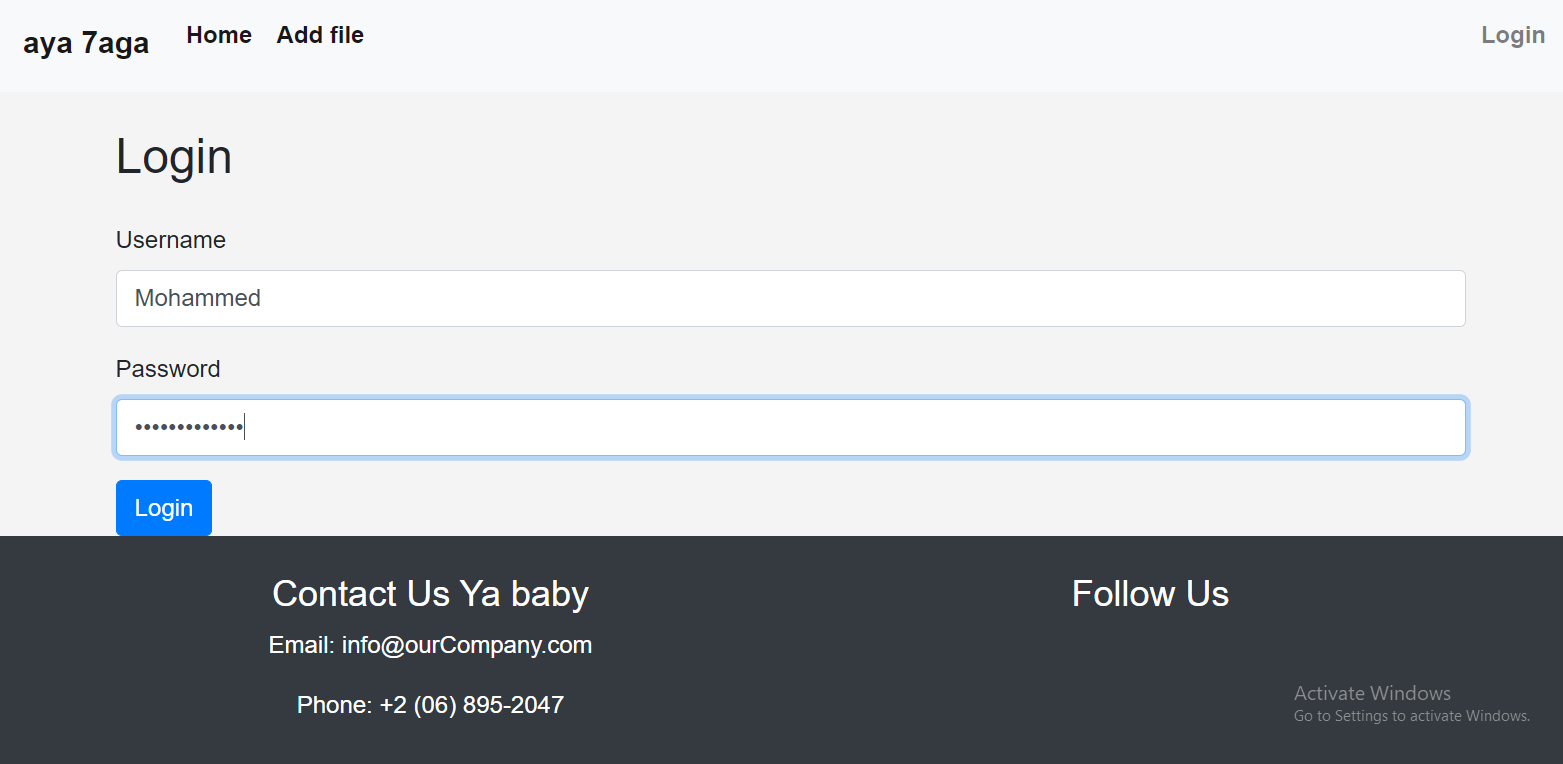 aya 7aga Home Add file Login
Login
Username
Mohammed
Password
•••••••••••••
Login
Contact Us Ya baby
Email: info@ourCompany.com
Phone: +2 (06) 895-2047
Follow Us
Activate Windows
Go to Settings to activate Windows.